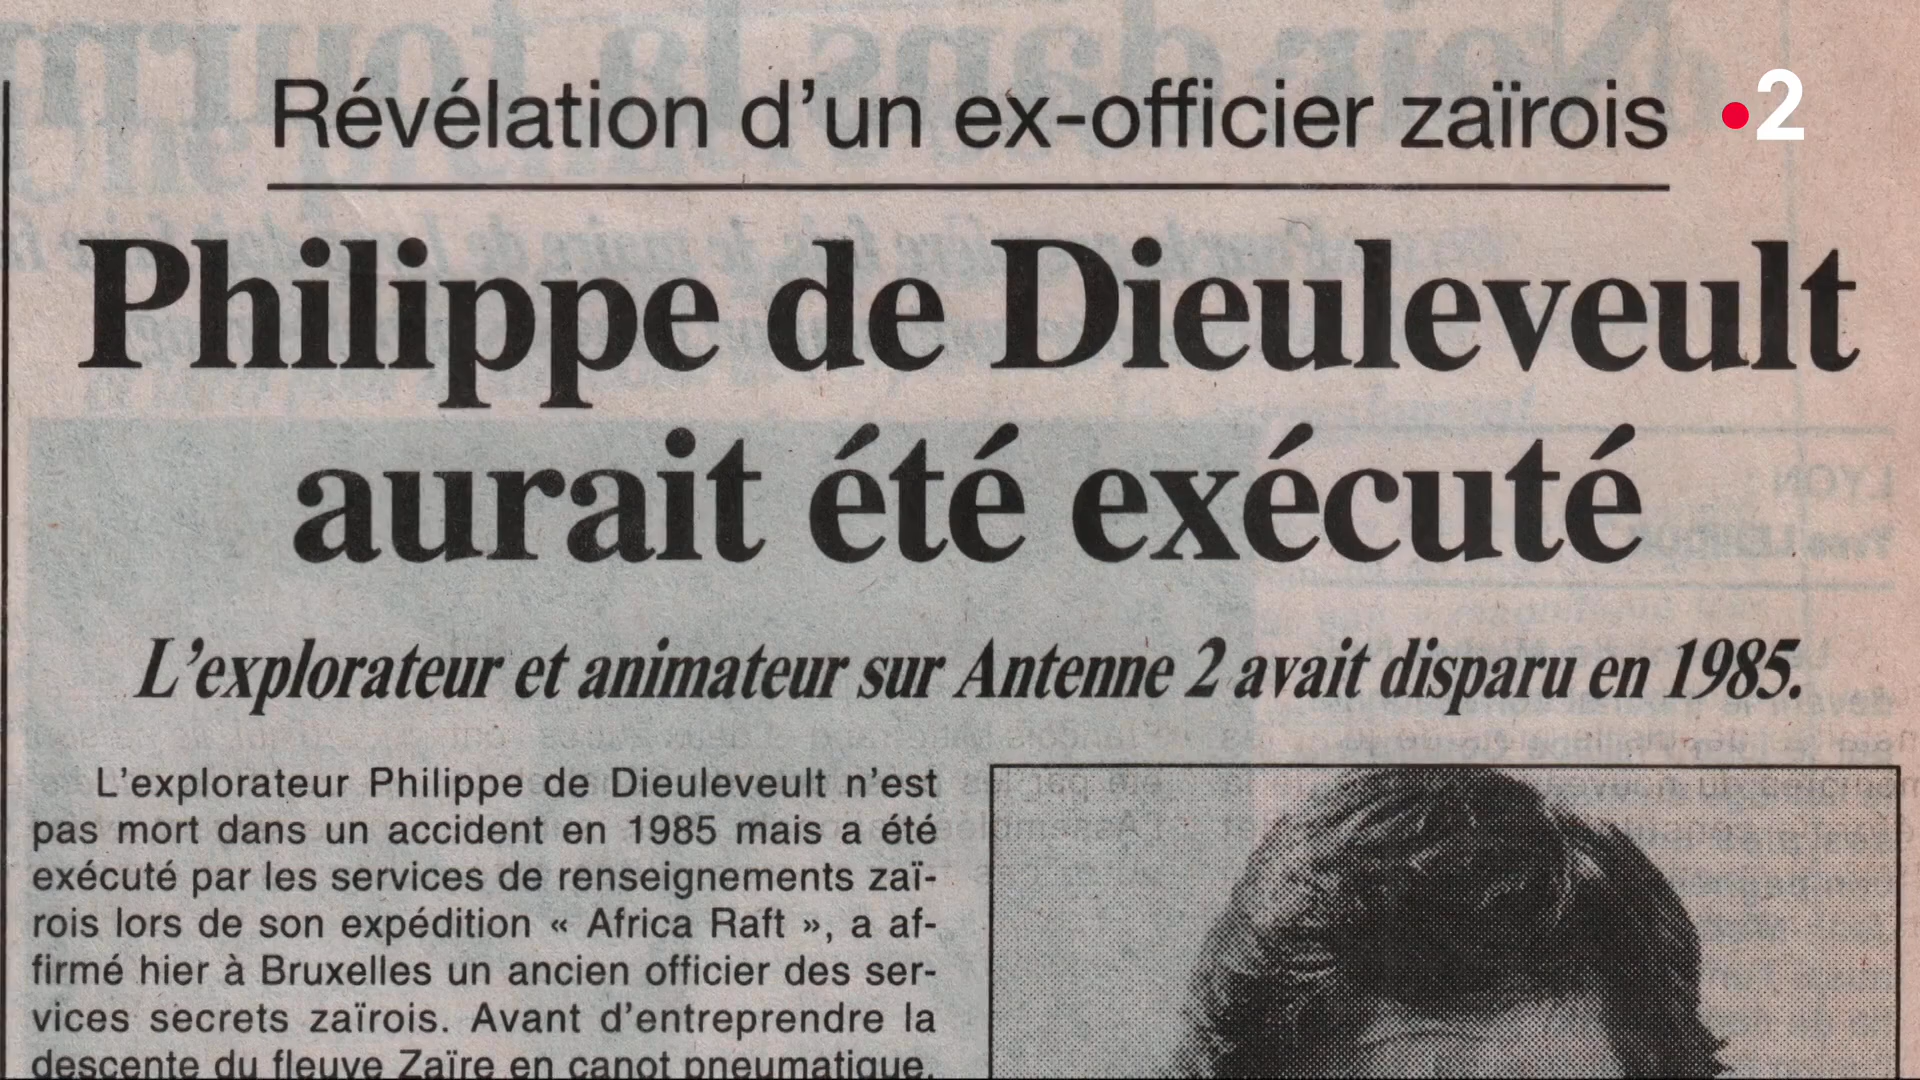 Révélation d'un ex-officier zaïrois
2
Philippe de Dieuleveult
aurait été exécuté
L'explorateur et animateur sur Antenne 2 avait disparu en 1985.
L'explorateur Philippe de Dieuleveult n'est
pas mort dans un accident en 1985 mais a été
exécuté par les services de renseignements zaï-
rois lors de son expédition « Africa Raft », a af-
firmé hier à Bruxelles un ancien officier des ser-
vices secrets zaïrois. Avant d'entreprendre la
descente du fleuve Zaïre en canot pneumatique,